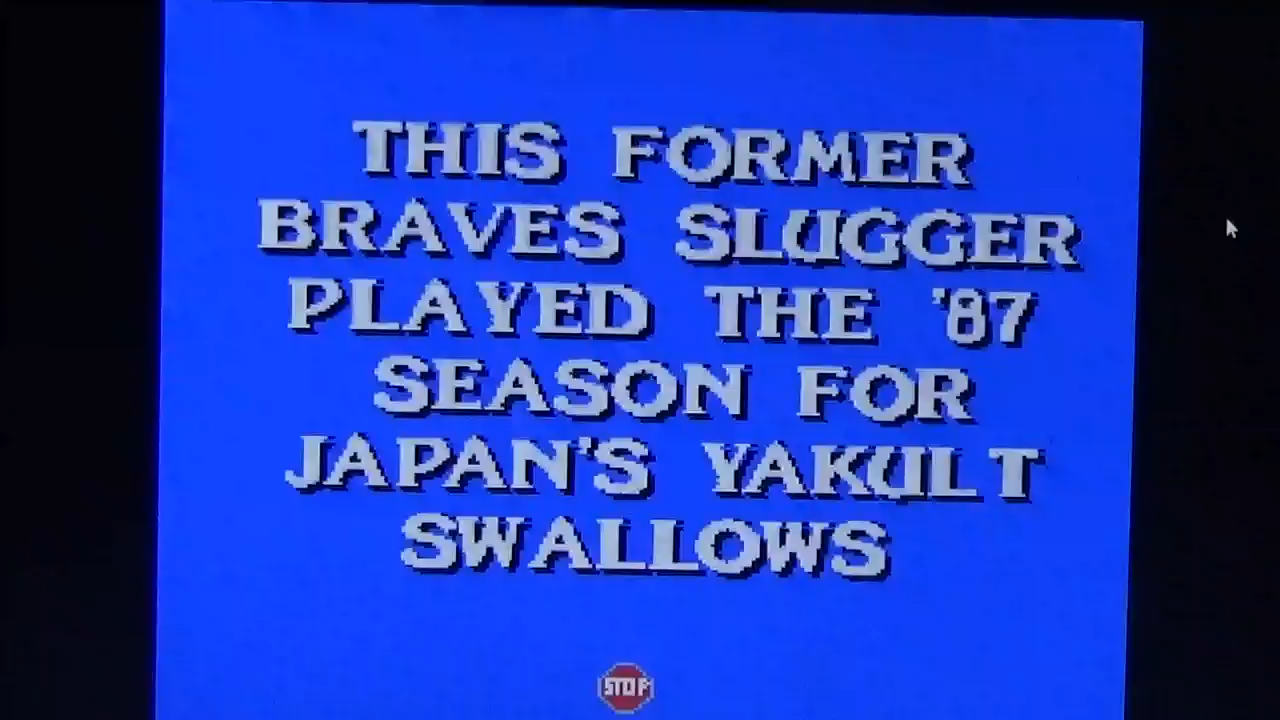 THIS FORMER
BRAVES SLUGGER
PLAYED THE '87
SEASON FOR
JAPAN'S YAKULT
SWALLOWS
STOP